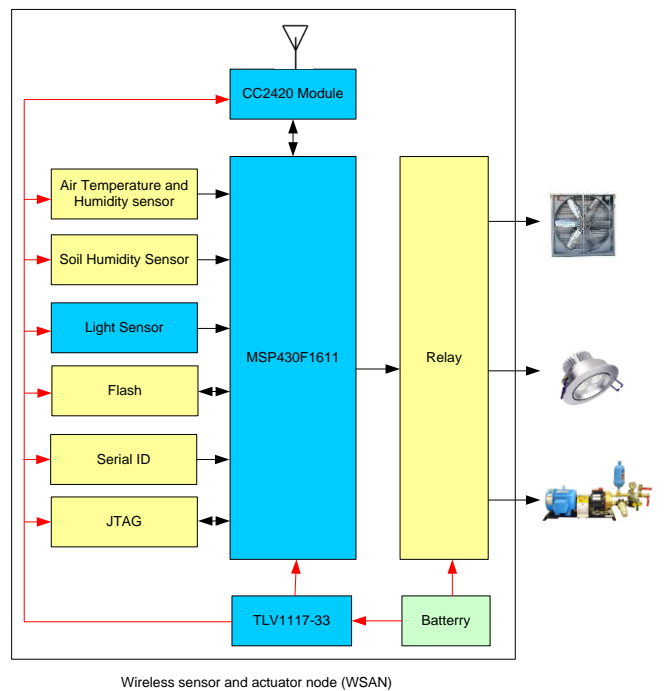 CC2420 Module
Air Temperature and
Humidity sensor
Soil Humidity Sensor
Light Sensor
MSP430F1611
Relay
Flash
Serial ID
JTAG
TLV1117-33
Batterry
Wireless sensor and actuator node (WSAN)